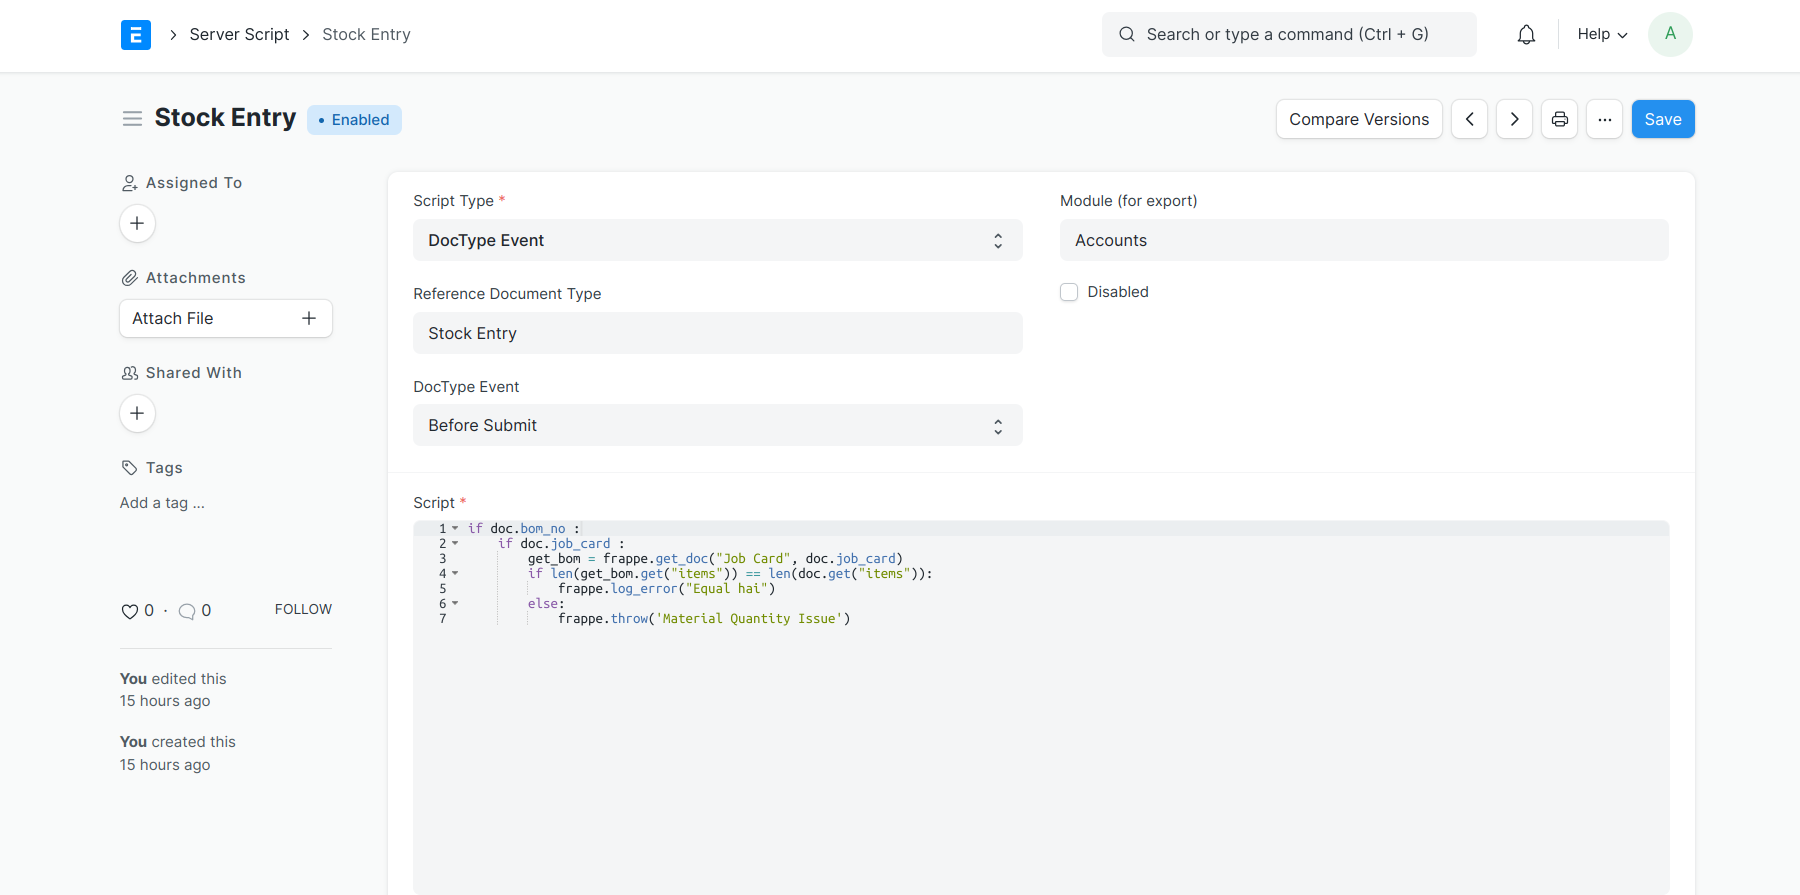 E
Server Script
Stock Entry
Search or type a command (Ctrl + G)
Help
A
Stock Entry
Enabled
Compare Versions
...
Save
Assigned To
Attachments
Attach File
Shared With
Tags
Add a tag ...
0 · 0
FOLLOW
You edited this
15 hours ago
You created this
15 hours ago
Script Type *
DocType Event
Module (for export)
Accounts
Reference Document Type
Stock Entry
Disabled
DocType Event
Before Submit
Script *
1 if doc.bom_no :
2     if doc.job_card :
3         get_bom = frappe.get_doc("Job Card", doc.job_card)
4         if len(get_bom.get("items")) == len(doc.get("items")):
5             frappe.log_error("Equal hai")
6         else:
7             frappe.throw('Material Quantity Issue')